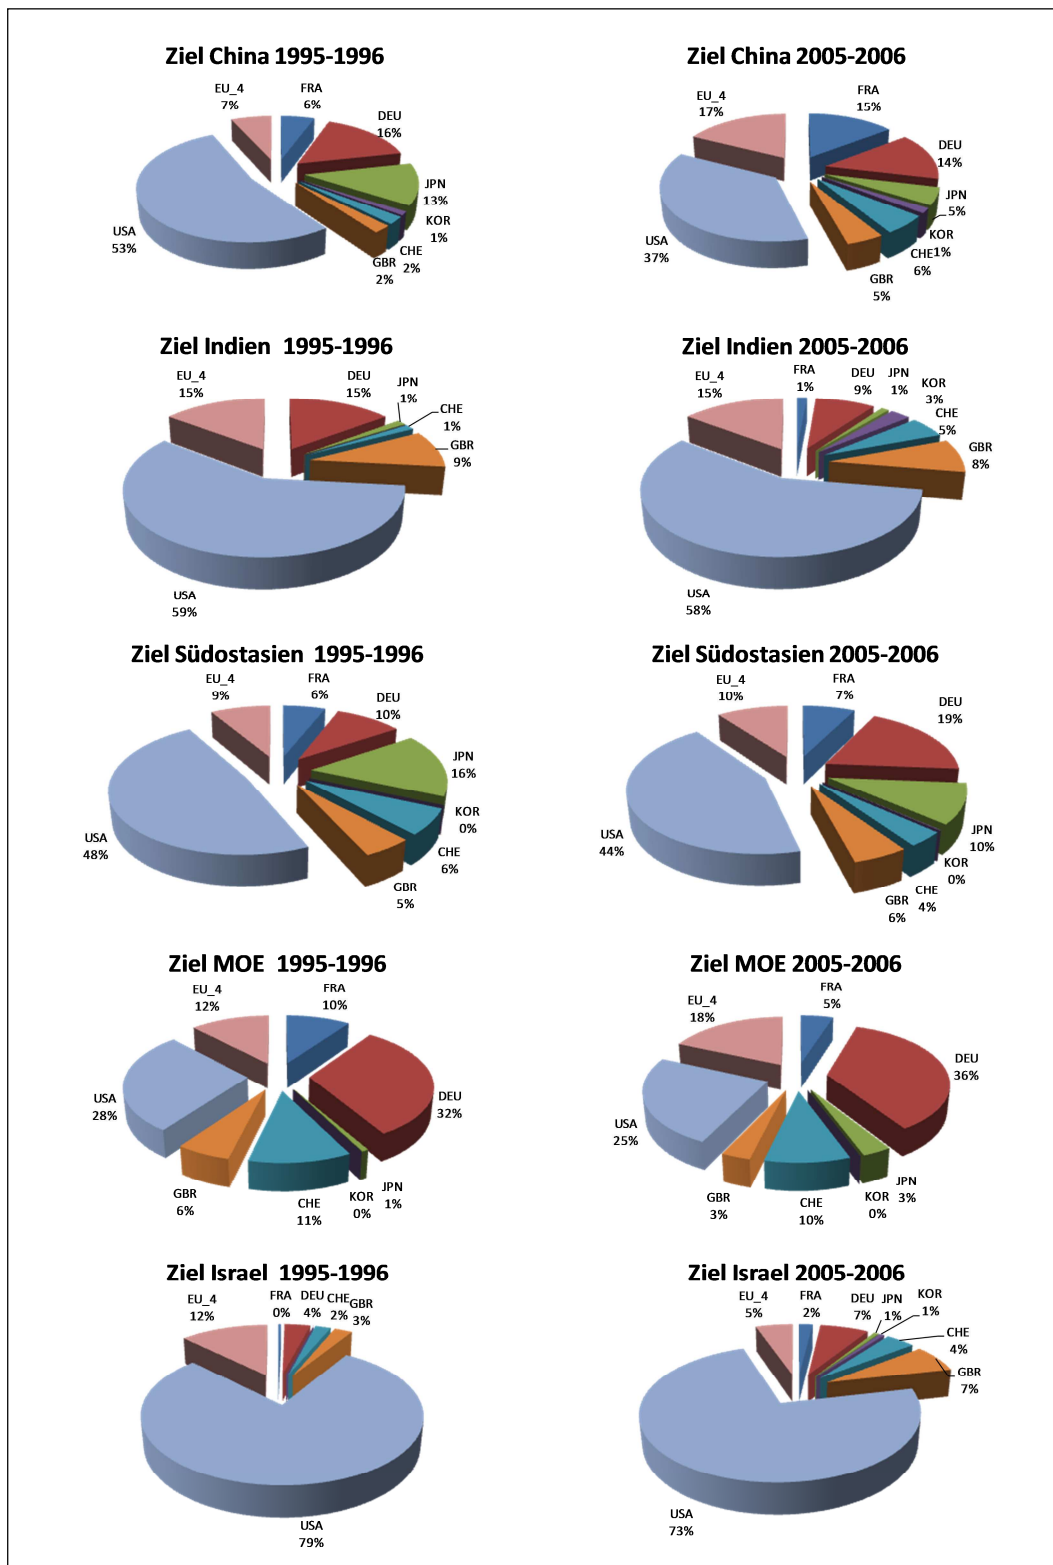 Ziel China 1995-1996
EU_4
7%
FRA
6%
DEU
16%
JPN
13%
KOR
1%
CHE
2%
GBR
2%
USA
53%
Ziel China 2005-2006
EU_4
17%
FRA
15%
DEU
14%
JPN
5%
KOR
1%
CHE
6%
GBR
5%
USA
37%
Ziel Indien 1995-1996
EU_4
15%
DEU
15%
JPN
1%
CHE
1%
GBR
9%
USA
59%
Ziel Indien 2005-2006
EU_4
15%
FRA
1%
DEU
9%
JPN
1%
KOR
3%
CHE
5%
GBR
8%
USA
58%
Ziel Südostasien 1995-1996
EU_4
9%
FRA
6%
DEU
10%
JPN
16%
KOR
0%
CHE
6%
GBR
5%
USA
48%
Ziel Südostasien 2005-2006
EU_4
10%
FRA
7%
DEU
19%
JPN
10%
KOR
0%
CHE
4%
GBR
6%
USA
44%
Ziel MOE 1995-1996
EU_4
12%
FRA
10%
DEU
32%
JPN
1%
KOR
0%
CHE
11%
GBR
6%
USA
28%
Ziel MOE 2005-2006
EU_4
18%
FRA
5%
DEU
36%
JPN
3%
KOR
0%
CHE
10%
GBR
3%
USA
25%
Ziel Israel 1995-1996
EU_4
12%
FRA
0%
DEU
4%
CHE
2%
GBR
3%
USA
79%
Ziel Israel 2005-2006
EU_4
5%
FRA
2%
DEU
7%
JPN
1%
KOR
1%
CHE
4%
GBR
7%
USA
73%